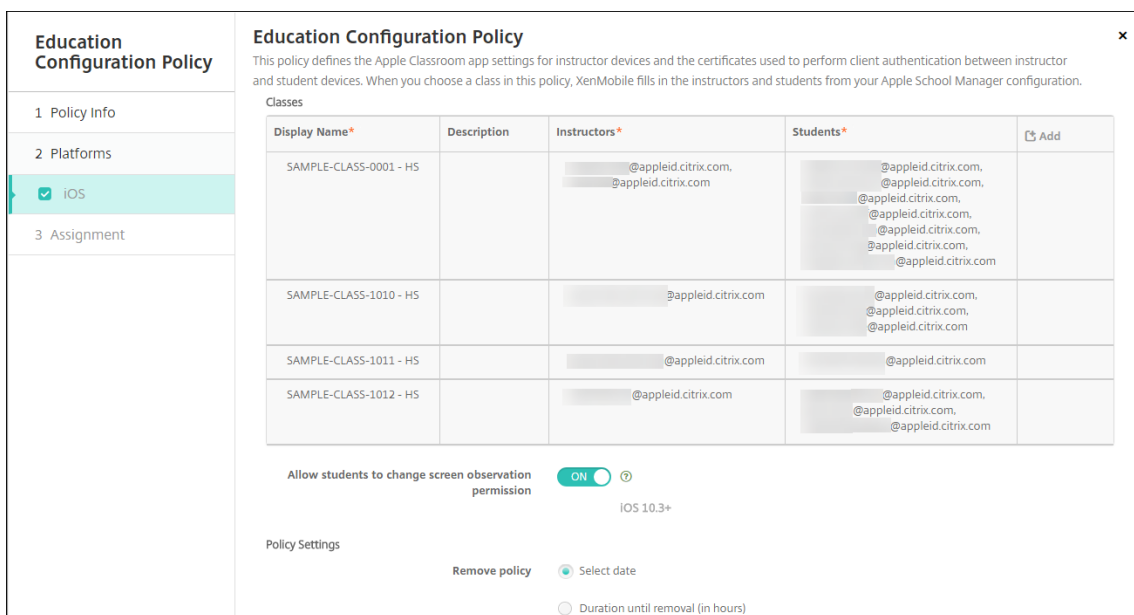 Education
Configuration Policy
1 Policy Info
2 Platforms
iOS
3 Assignment
Education Configuration Policy
×
This policy defines the Apple Classroom app settings for instructor devices and the certificates used to perform client authentication between instructor
and student devices. When you choose a class in this policy, XenMobile fills in the instructors and students from your Apple School Manager configuration.
Classes
Display Name* Description Instructors* Students* Add
SAMPLE-CLASS-0001 - HS
@appleid.citrix.com,
@appleid.citrix.com
@appleid.citrix.com,
@appleid.citrix.com,
@appleid.citrix.com,
@appleid.citrix.com,
@appleid.citrix.com,
@appleid.citrix.com,
@appleid.citrix.com
SAMPLE-CLASS-1010 - HS
@appleid.citrix.com
@appleid.citrix.com,
@appleid.citrix.com,
@appleid.citrix.com
SAMPLE-CLASS-1011 - HS
@appleid.citrix.com
@appleid.citrix.com
SAMPLE-CLASS-1012 - HS
@appleid.citrix.com
@appleid.citrix.com,
@appleid.citrix.com,
@appleid.citrix.com
Allow students to change screen observation
permission
ON
?
iOS 10.3+
Policy Settings
Remove policy
Select date
Duration until removal (in hours)